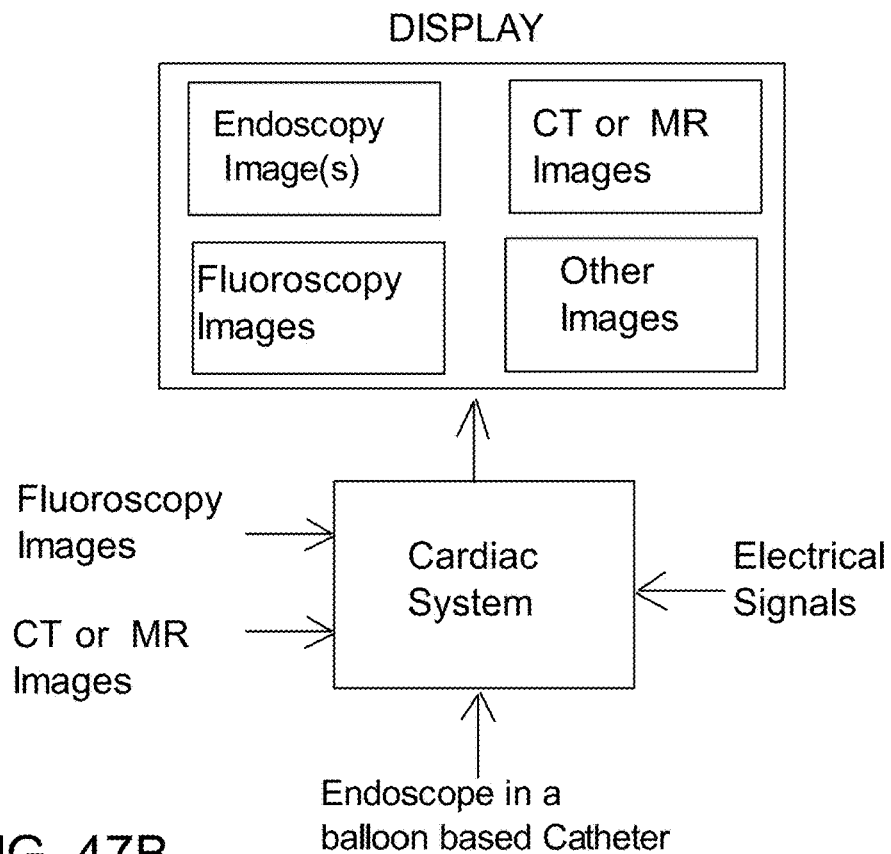 DISPLAY
Endoscopy
Image(s)
CT or MR
Images
Fluoroscopy
Images
Other
Images
Fluoroscopy
Images
CT or MR
Images
Cardiac
System
Electrical
Signals
Endoscope in a
balloon based Catheter
47B